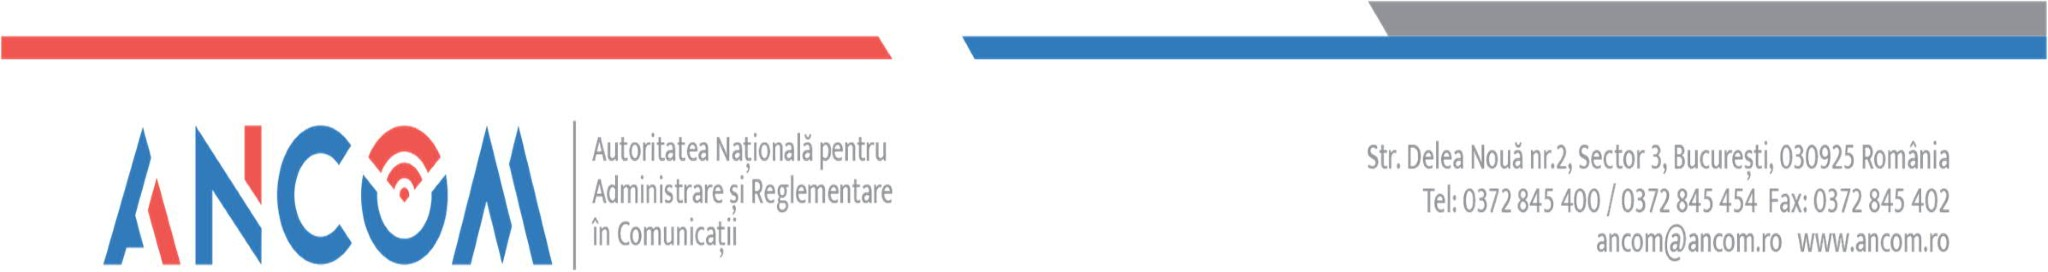 ANCOM
Autoritatea Națională pentru
Administrare și Reglementare
în Comunicații
Str. Delea Nouă nr.2, Sector 3, București, 030925 România
Tel: 0372 845 400 / 0372 845 454 Fax: 0372 845 402
ancom@ancom.ro www.ancom.ro